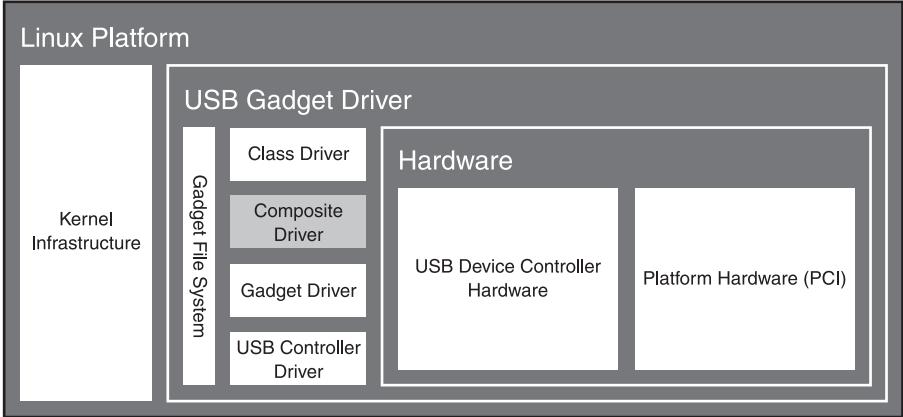 Linux Platform
Kernel
Infrastructure
USB Gadget Driver
Gadget File System
Class Driver
Composite
Driver
Gadget Driver
USB Controller
Driver
Hardware
USB Device Controller
Hardware
Platform Hardware (PCI)